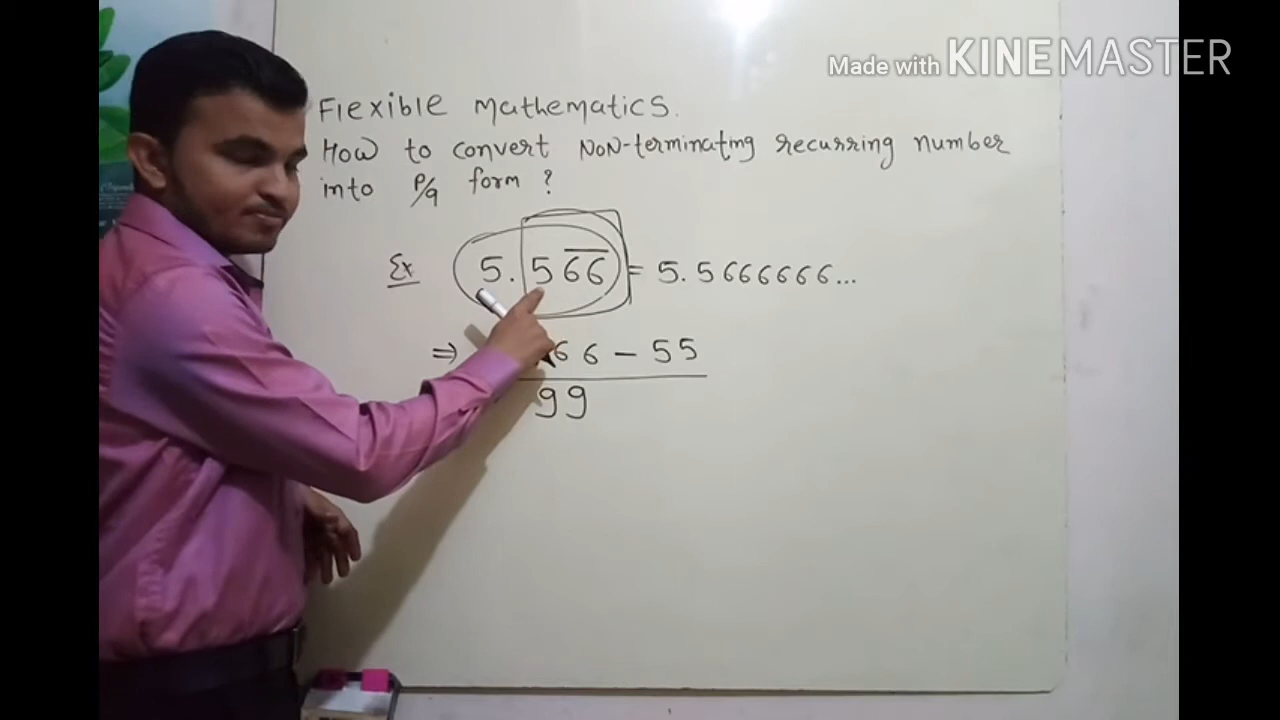 Made with KINEMASTER
Flexible Mathematics.
How to convert Non-terminating recurring number
into P/q form ?
Ex 5.566̅̅ = 5.5666666...
⇒ 66 - 55
99